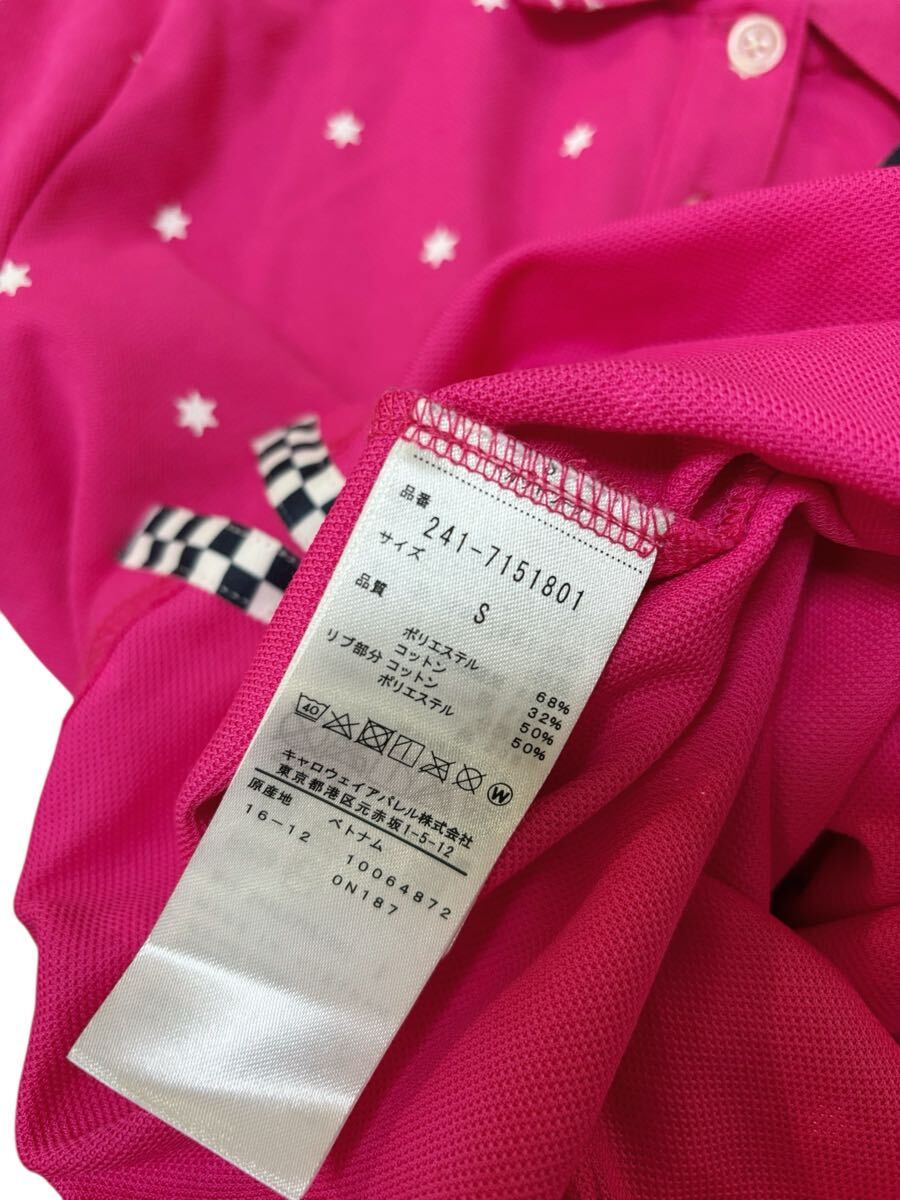 品番
241-7151801
サイズ
S
品質
ポリエステル 68%
コットン 32%
リブ部分 コットン 50%
ポリエステル 50%
40
W
キャロウェイアパレル株式会社
東京都港区元赤坂1-5-12
原産地 ベトナム
16-12 10064872
0N187